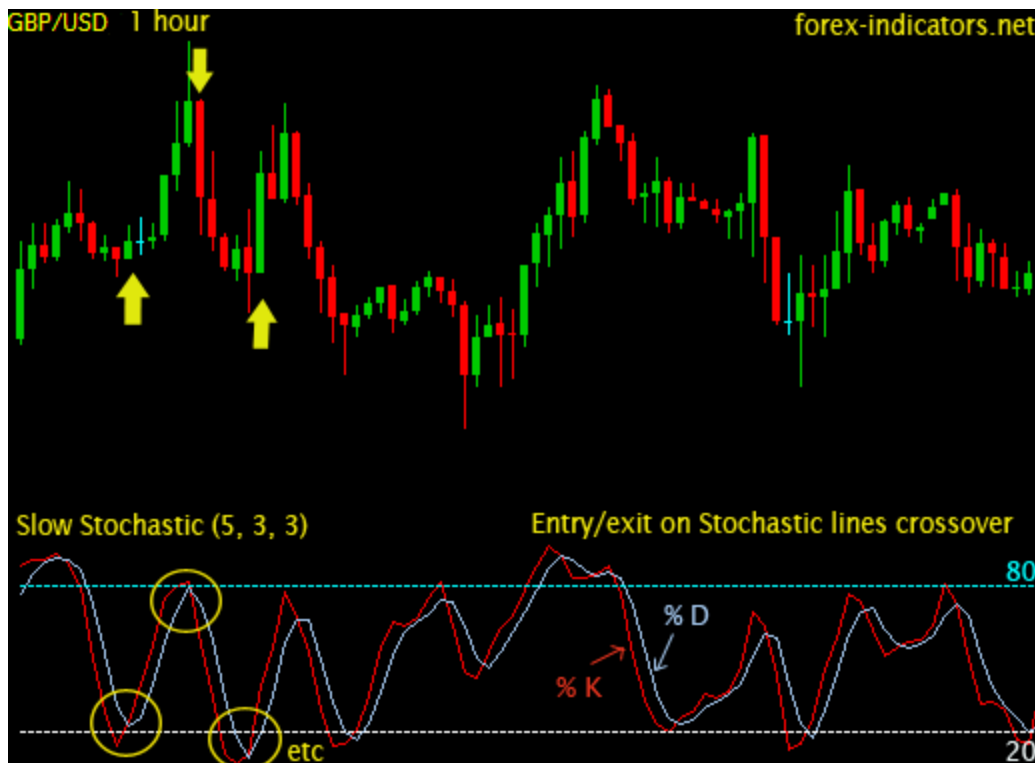 GBP/USD 1 hour
forex-indicators.net
Slow Stochastic (5, 3, 3)
Entry/exit on Stochastic lines crossover
80
% D
% K
etc
20